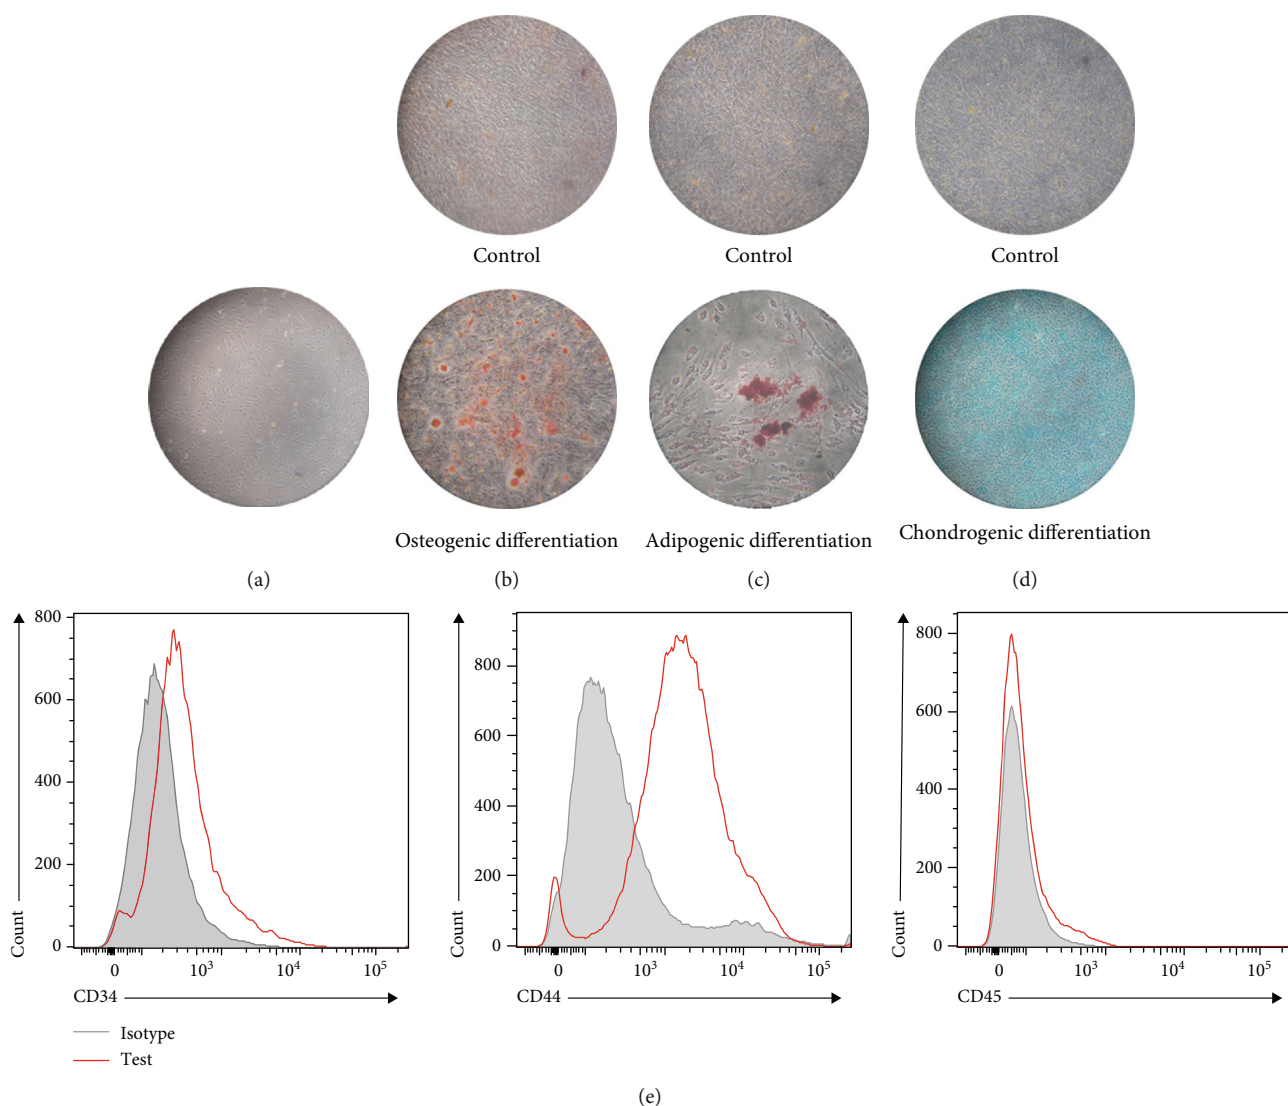 Control
Control
Control
Osteogenic differentiation
Adipogenic differentiation
Chondrogenic differentiation
(a)
(b)
(c)
(d)
800
600
400
200
0
Count
0
10³
10⁴
10⁵
CD34
800
600
400
200
0
Count
0
10³
10⁴
10⁵
CD44
800
600
400
200
0
Count
0
10³
10⁴
10⁵
CD45
Isotype
Test
(e)